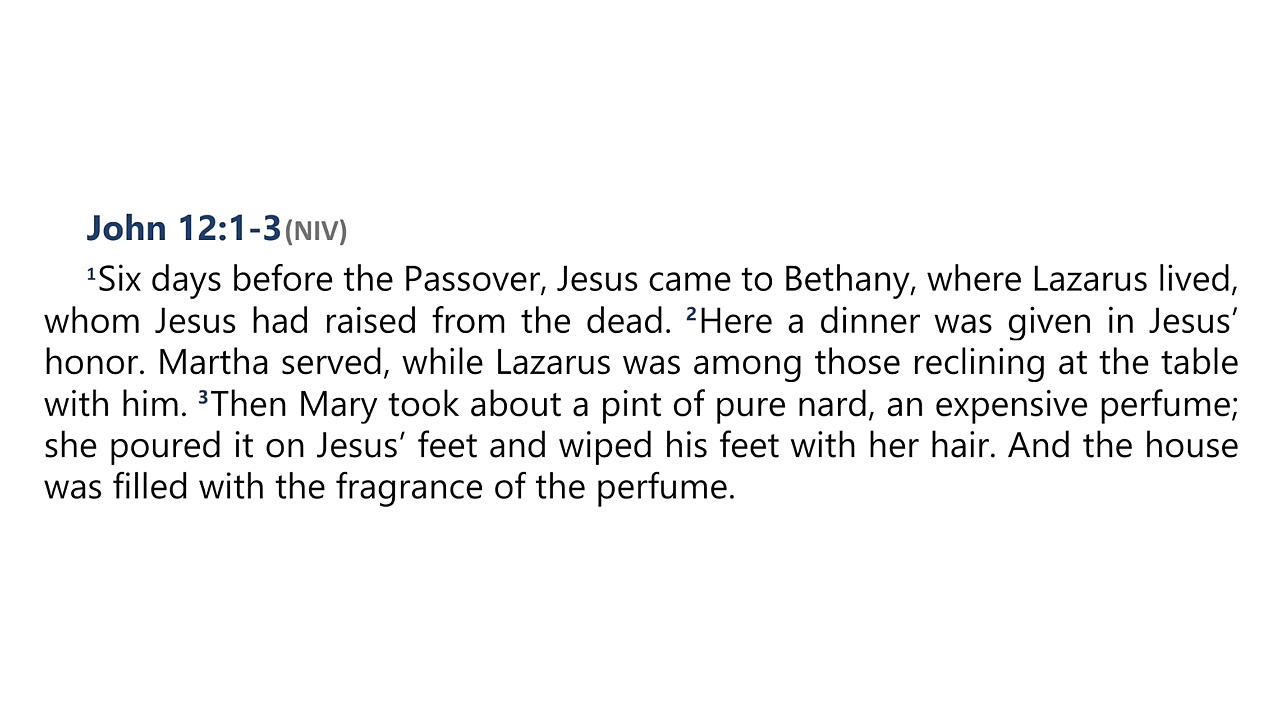 John 12:1-3 (NIV)
¹Six days before the Passover, Jesus came to Bethany, where Lazarus lived,
whom Jesus had raised from the dead. ²Here a dinner was given in Jesus’
honor. Martha served, while Lazarus was among those reclining at the table
with him. ³Then Mary took about a pint of pure nard, an expensive perfume;
she poured it on Jesus’ feet and wiped his feet with her hair. And the house
was filled with the fragrance of the perfume.